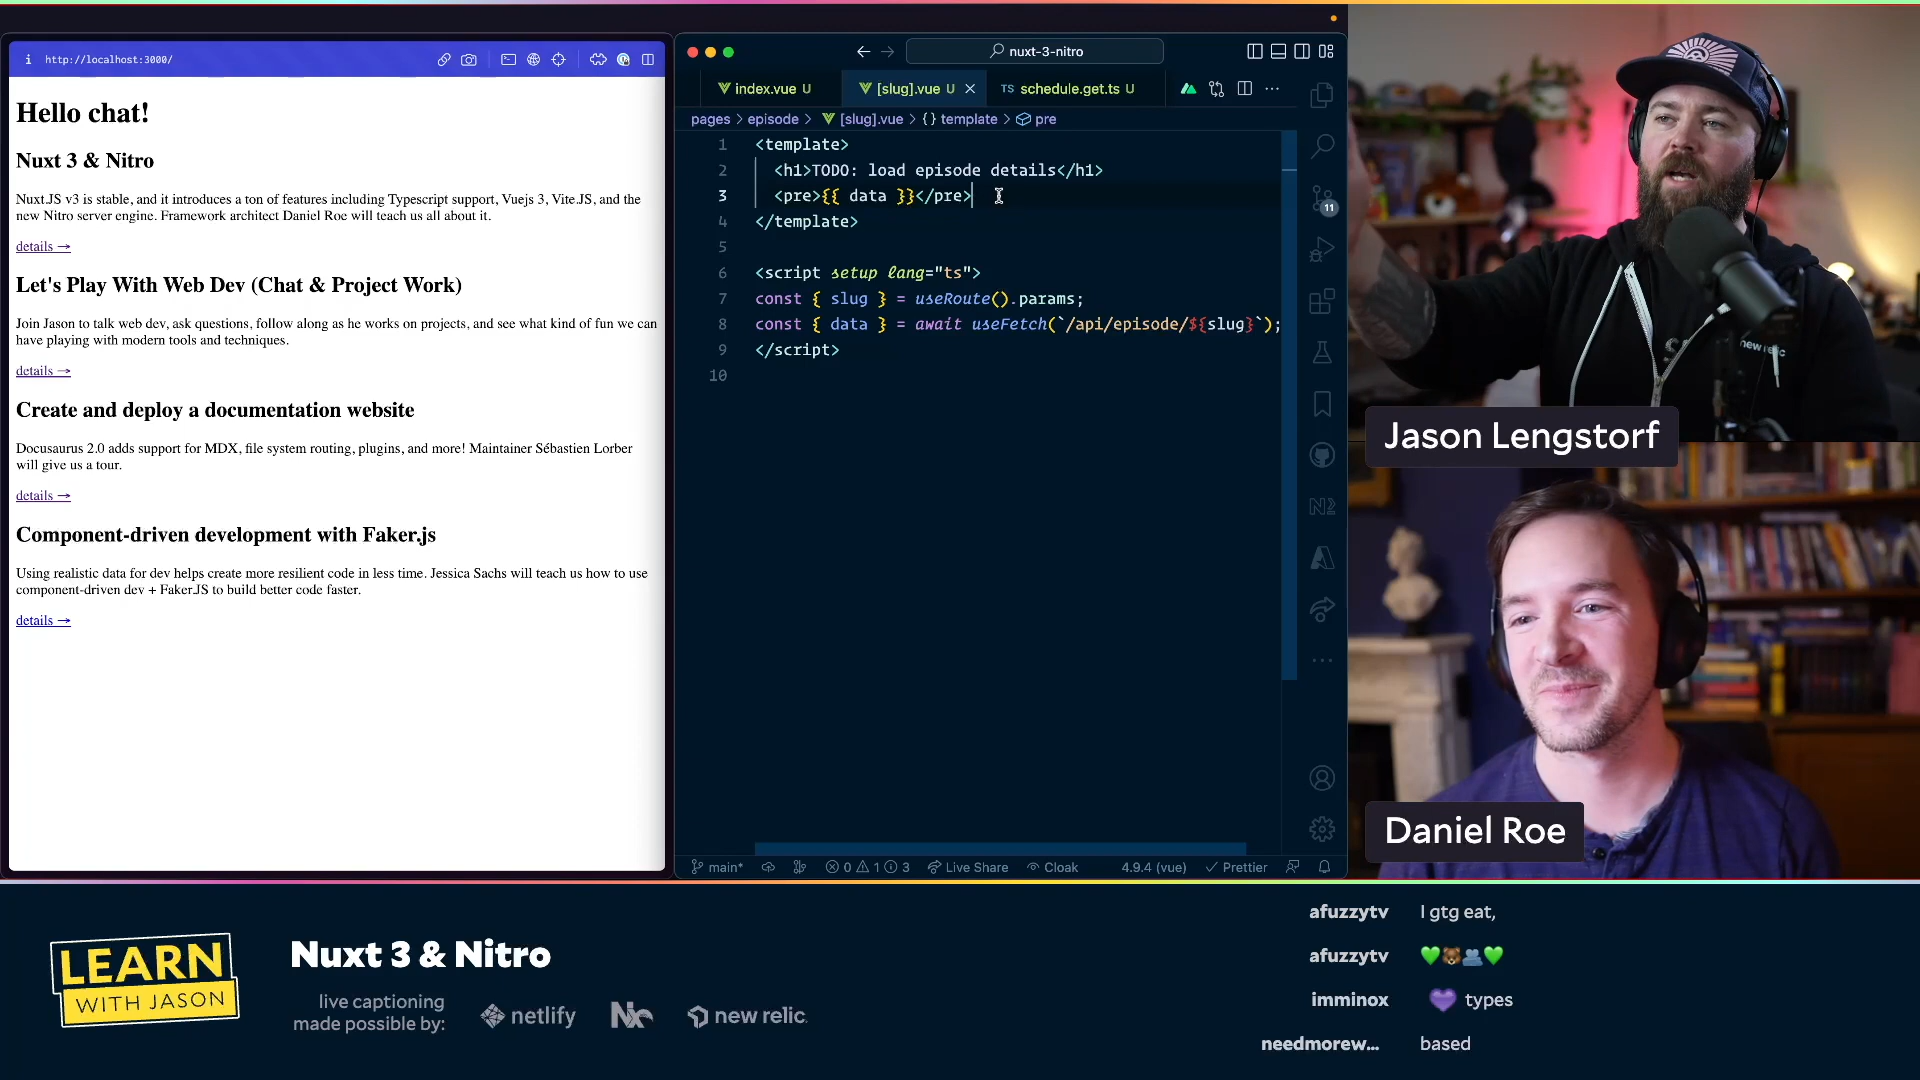 http://localhost:3000/
Hello chat!
Nuxt 3 & Nitro
Nuxt.JS v3 is stable, and it introduces a ton of features including Typescript support, Vuejs 3, Vite.JS, and the
new Nitro server engine. Framework architect Daniel Roe will teach us all about it.
details →
Let's Play With Web Dev (Chat & Project Work)
Join Jason to talk web dev, ask questions, follow along as he works on projects, and see what kind of fun we can
have playing with modern tools and techniques.
details →
Create and deploy a documentation website
Docusaurus 2.0 adds support for MDX, file system routing, plugins, and more! Maintainer Sébastien Lorber
will give us a tour.
details →
Component-driven development with Faker.js
Using realistic data for dev helps create more resilient code in less time. Jessica Sachs will teach us how to use
component-driven dev + FakerJS to build better code faster.
details →
nuxt-3-nitro
index.vue U
[slug].vue U
TS schedule.get.ts U
pages > episode > [slug].vue > {} template > pre
1 <template>
2 <h1>TODO: load episode details</h1>
3 <pre>{{ data }}</pre>
4 </template>
5
6 <script setup lang="ts">
7 const { slug } = useRoute().params;
8 const { data } = await useFetch(`/api/episode/${slug}`);
9 </script>
10
11
main*
0 1 3
Live Share
Cloak
4.9.4 (vue)
Prettier
new relic
Jason Lengstorf
Daniel Roe
LEARN
WITH JASON
Nuxt 3 & Nitro
live captioning
made possible by:
netlify
Nx
new relic.
afuzzytv I gtg eat,
afuzzytv 💚🐻🫂💚
imminox 💜 types
needmorew... based